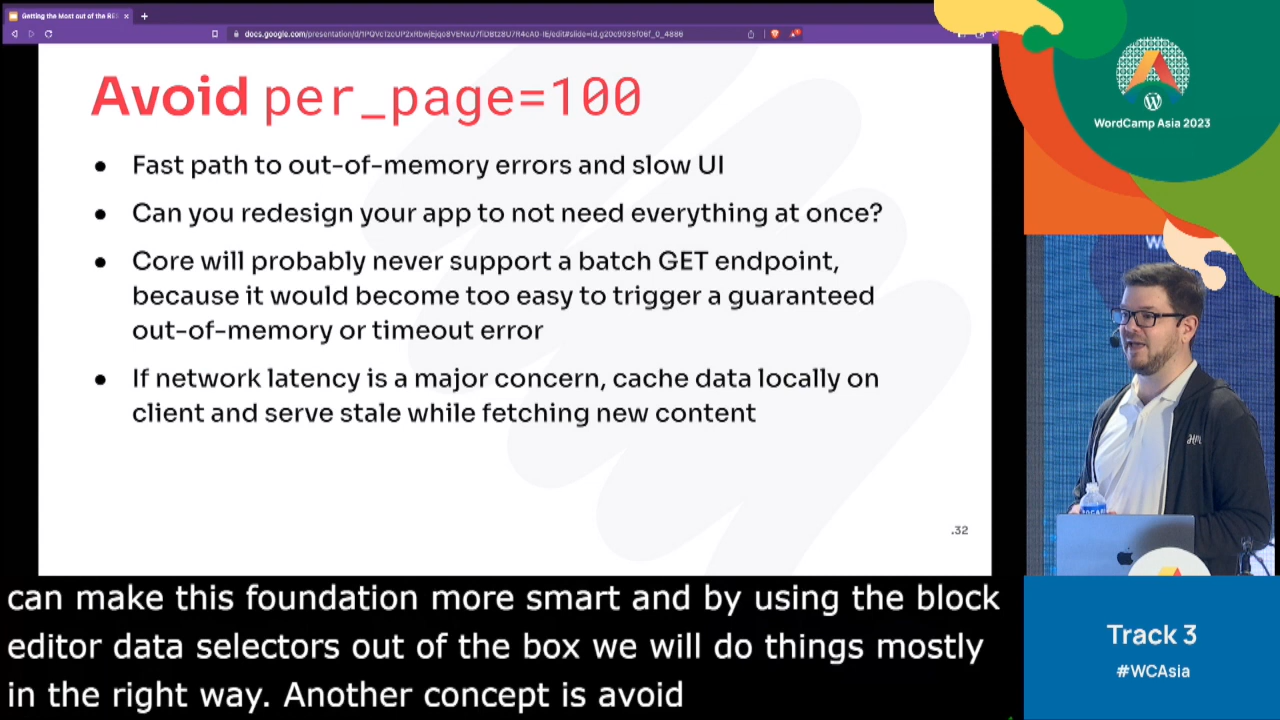 Getting the Most out of the RES
docs.google.com/presentation/d/
Avoid per_page=100
● Fast path to out-of-memory errors and slow UI
● Can you redesign your app to not need everything at once?
● Core will probably never support a batch GET endpoint,
because it would become too easy to trigger a guaranteed
out-of-memory or timeout error
● If network latency is a major concern, cache data locally on
client and serve stale while fetching new content
.32
WordCamp Asia 2023
HM
can make this foundation more smart and by using the block
editor data selectors out of the box we will do things mostly
in the right way. Another concept is avoid
Track 3
#WCAsia